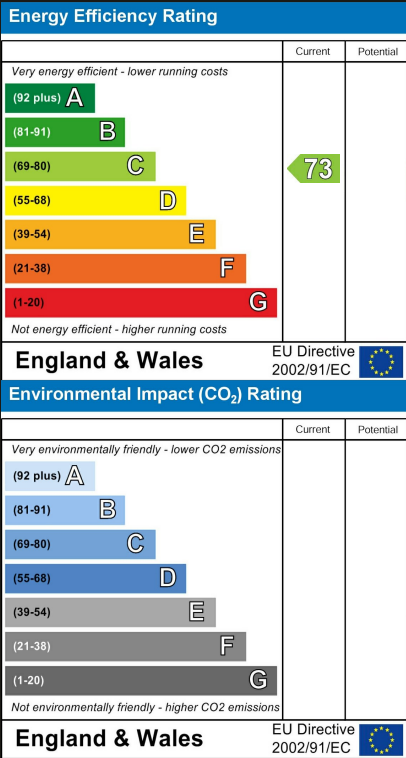 Energy Efficiency Rating
Current Potential
Very energy efficient - lower running costs
(92 plus) A
(81-91) B
(69-80) C
73
(55-68) D
(39-54) E
(21-38) F
(1-20) G
Not energy efficient - higher running costs
England & Wales
EU Directive
2002/91/EC
Environmental Impact (CO₂) Rating
Current Potential
Very environmentally friendly - lower CO2 emissions
(92 plus) A
(81-91) B
(69-80) C
(55-68) D
(39-54) E
(21-38) F
(1-20) G
Not environmentally friendly - higher CO2 emissions
England & Wales
EU Directive
2002/91/EC